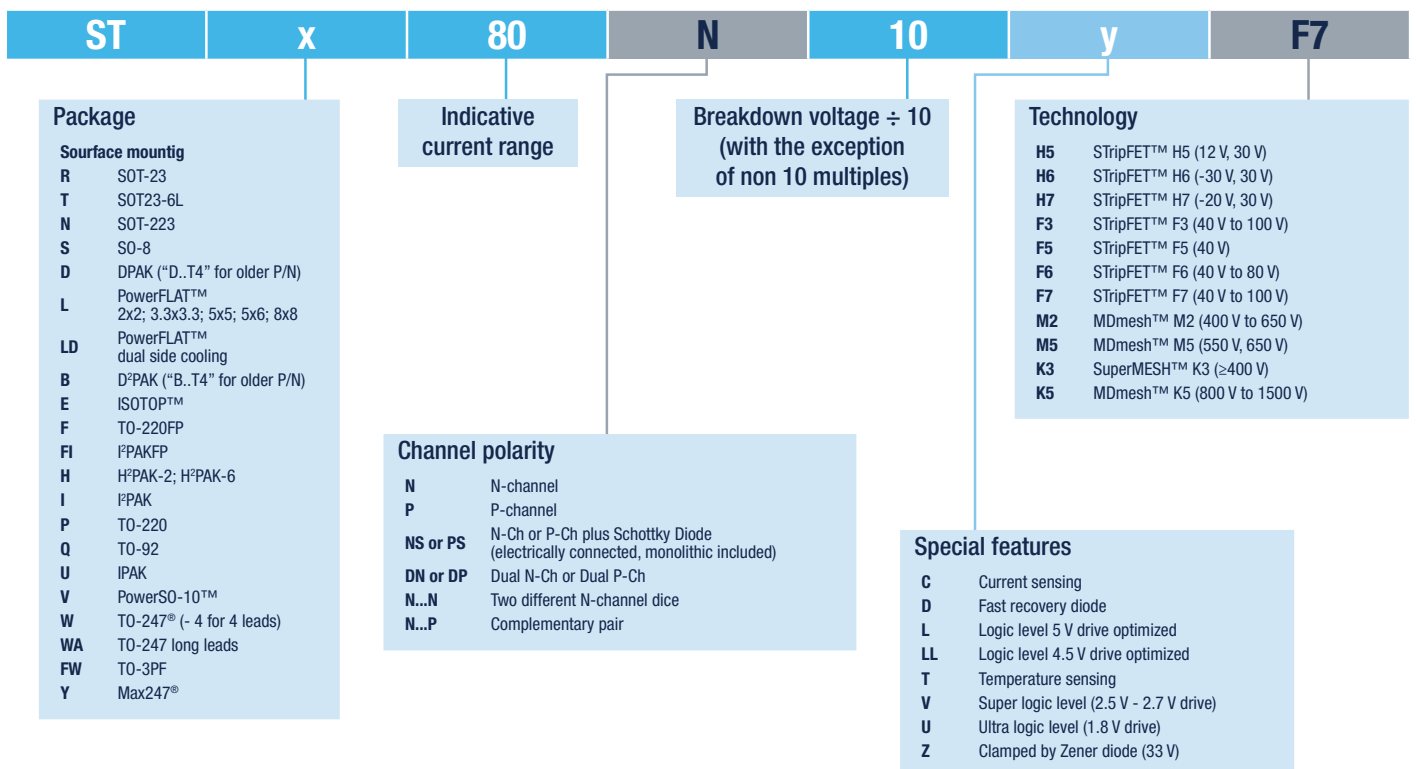 ST x 80 N 10 y F7
Package
Sourface mountig
R SOT-23
T SOT23-6L
N SOT-223
S SO-8
D DPAK (“D..T4” for older P/N)
L PowerFLAT™
2x2; 3.3x3.3; 5x5; 5x6; 8x8
LD PowerFLAT™
dual side cooling
B D²PAK (“B..T4” for older P/N)
E ISOTOP™
F TO-220FP
FI I²PAKFP
H H²PAK-2; H²PAK-6
I I²PAK
P TO-220
Q TO-92
U IPAK
V PowerSO-10™
W TO-247® (- 4 for 4 leads)
WA TO-247 long leads
FW TO-3PF
Y Max247®
Indicative
current range
Channel polarity
N N-channel
P P-channel
NS or PS N-Ch or P-Ch plus Schottky Diode
(electrically connected, monolithic included)
DN or DP Dual N-Ch or Dual P-Ch
N...N Two different N-channel dice
N...P Complementary pair
Breakdown voltage ÷ 10
(with the exception
of non 10 multiples)
Special features
C Current sensing
D Fast recovery diode
L Logic level 5 V drive optimized
LL Logic level 4.5 V drive optimized
T Temperature sensing
V Super logic level (2.5 V - 2.7 V drive)
U Ultra logic level (1.8 V drive)
Z Clamped by Zener diode (33 V)
Technology
H5 STripFET™ H5 (12 V, 30 V)
H6 STripFET™ H6 (-30 V, 30 V)
H7 STripFET™ H7 (-20 V, 30 V)
F3 STripFET™ F3 (40 V to 100 V)
F5 STripFET™ F5 (40 V)
F6 STripFET™ F6 (40 V to 80 V)
F7 STripFET™ F7 (40 V to 100 V)
M2 MDmesh™ M2 (400 V to 650 V)
M5 MDmesh™ M5 (550 V, 650 V)
K3 SuperMESH™ K3 (≥400 V)
K5 MDmesh™ K5 (800 V to 1500 V)